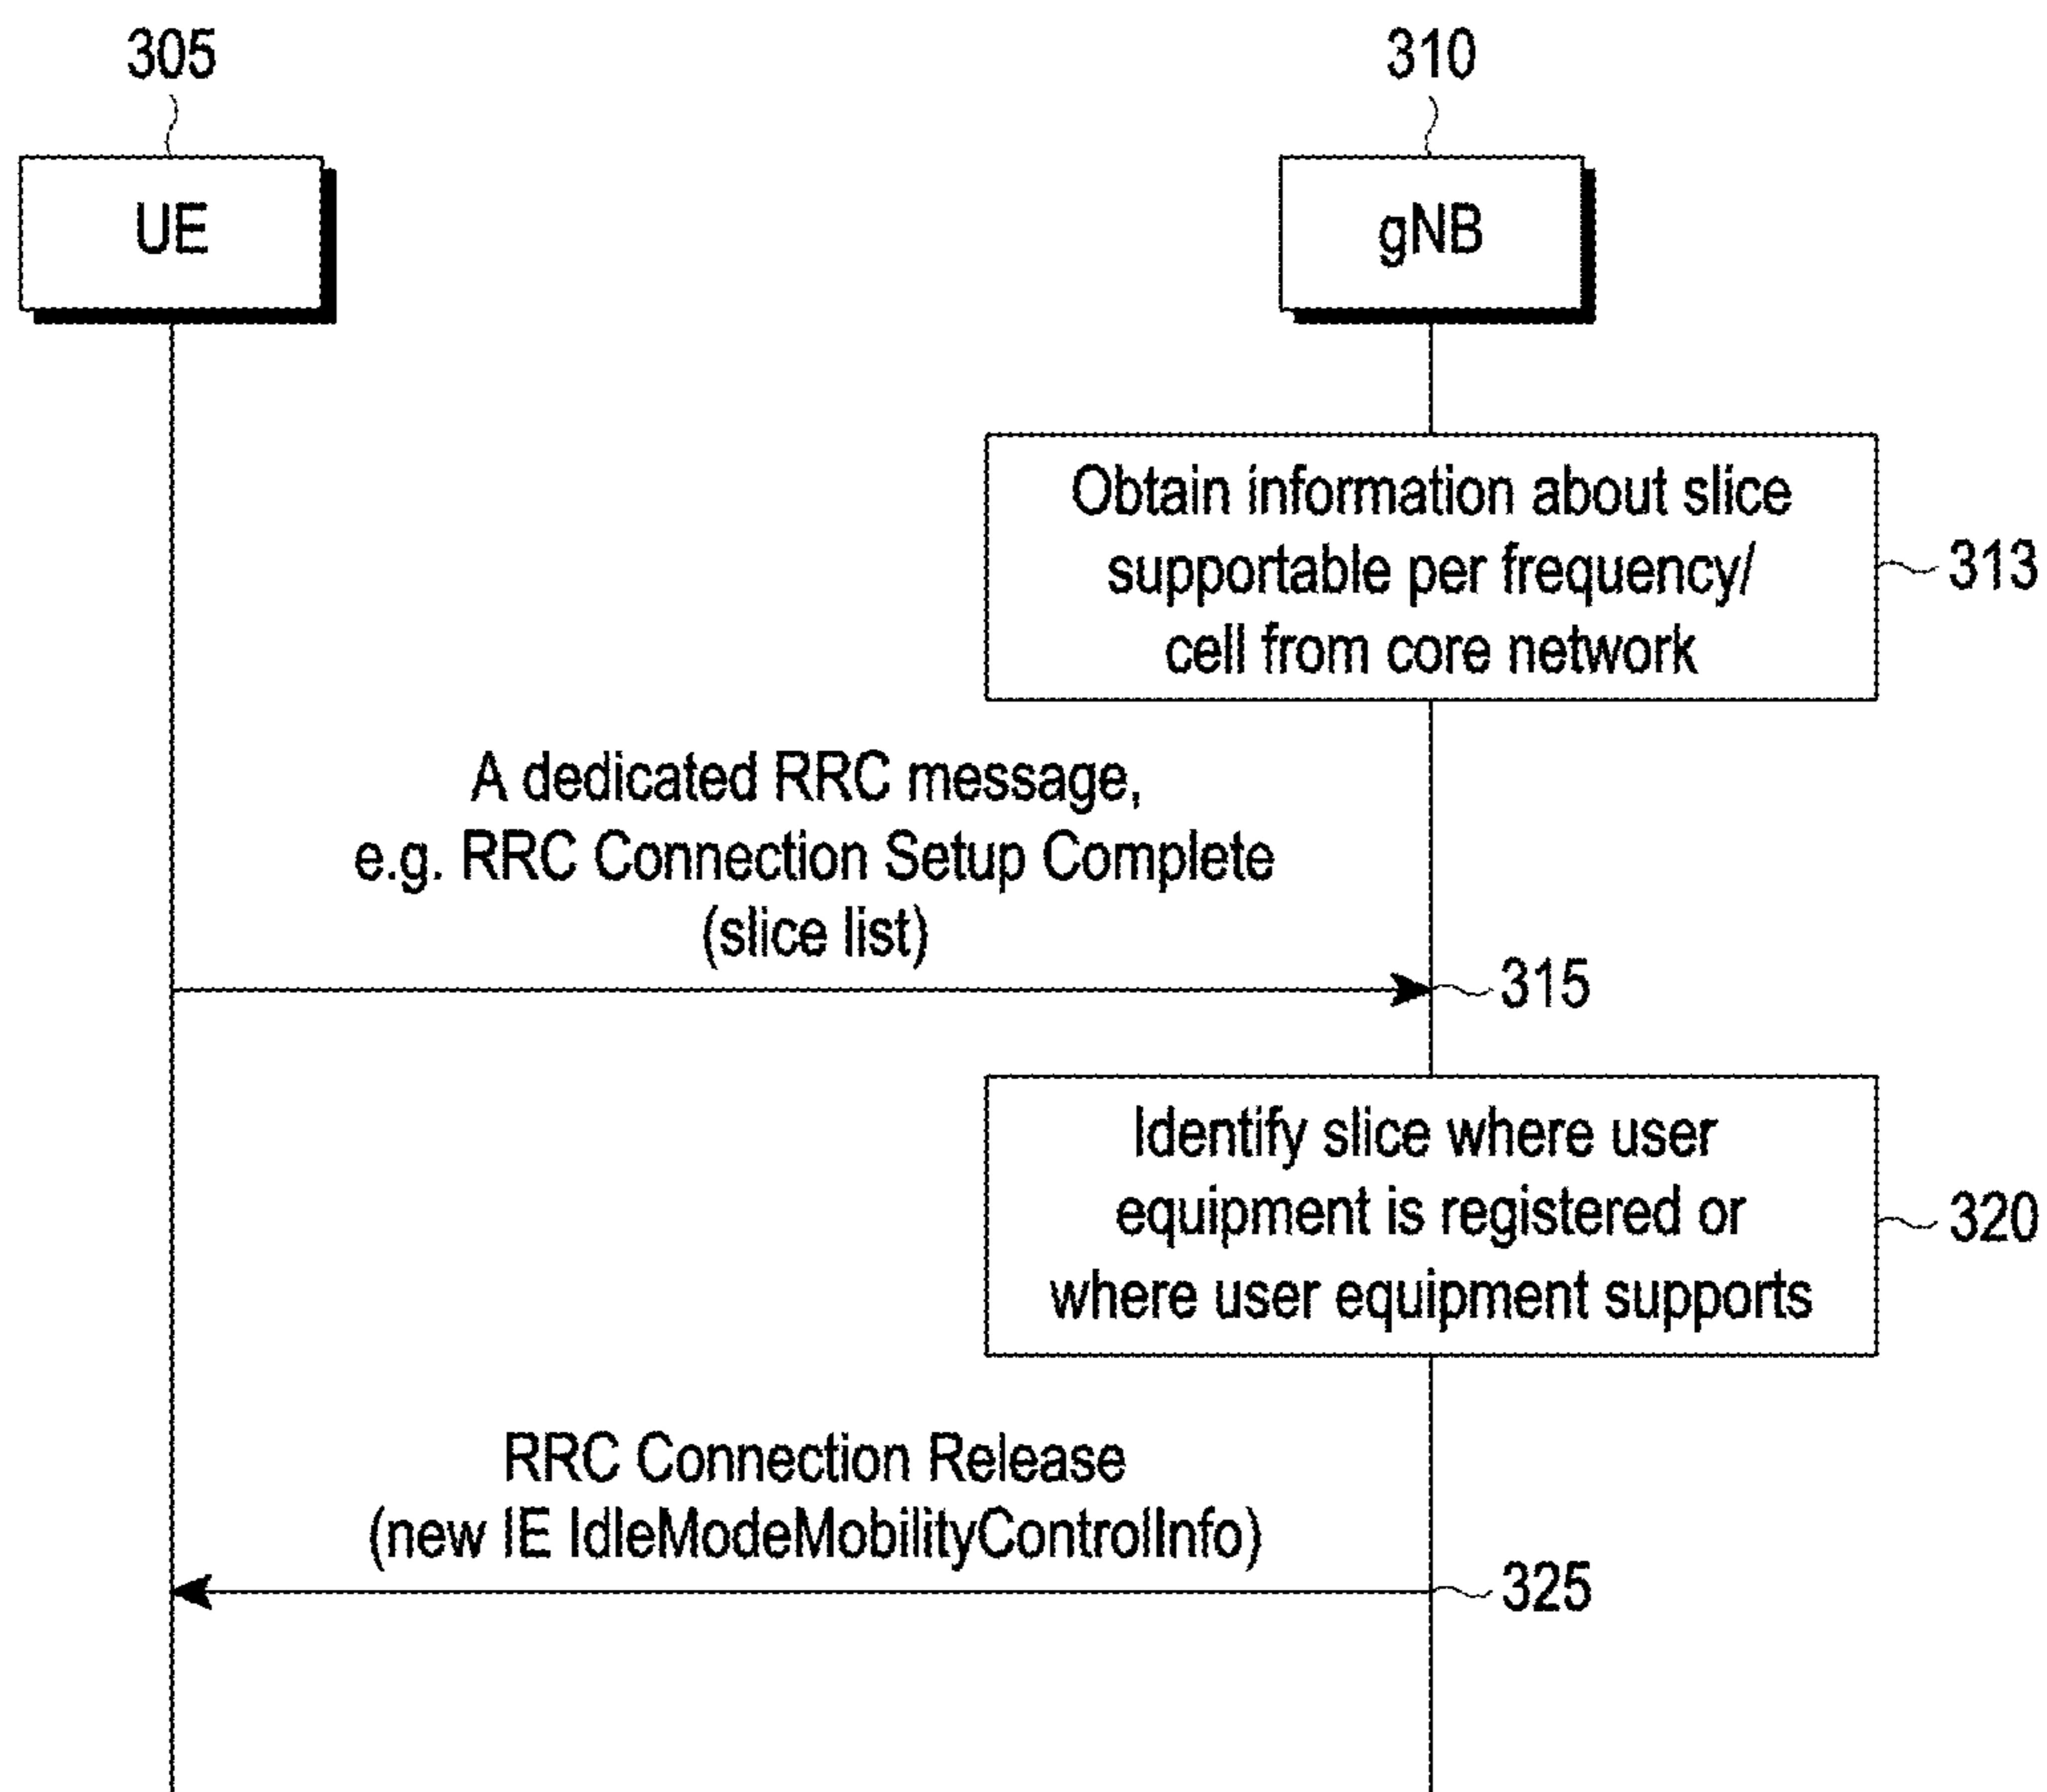 305
310
UE
gNB
Obtain information about slice
supportable per frequency/
cell from core network
313
A dedicated RRC message,
e.g. RRC Connection Setup Complete
(slice list)
315
Identify slice where user
equipment is registered or
where user equipment supports
320
RRC Connection Release
(new IE IdleModeMobilityControlInfo)
325